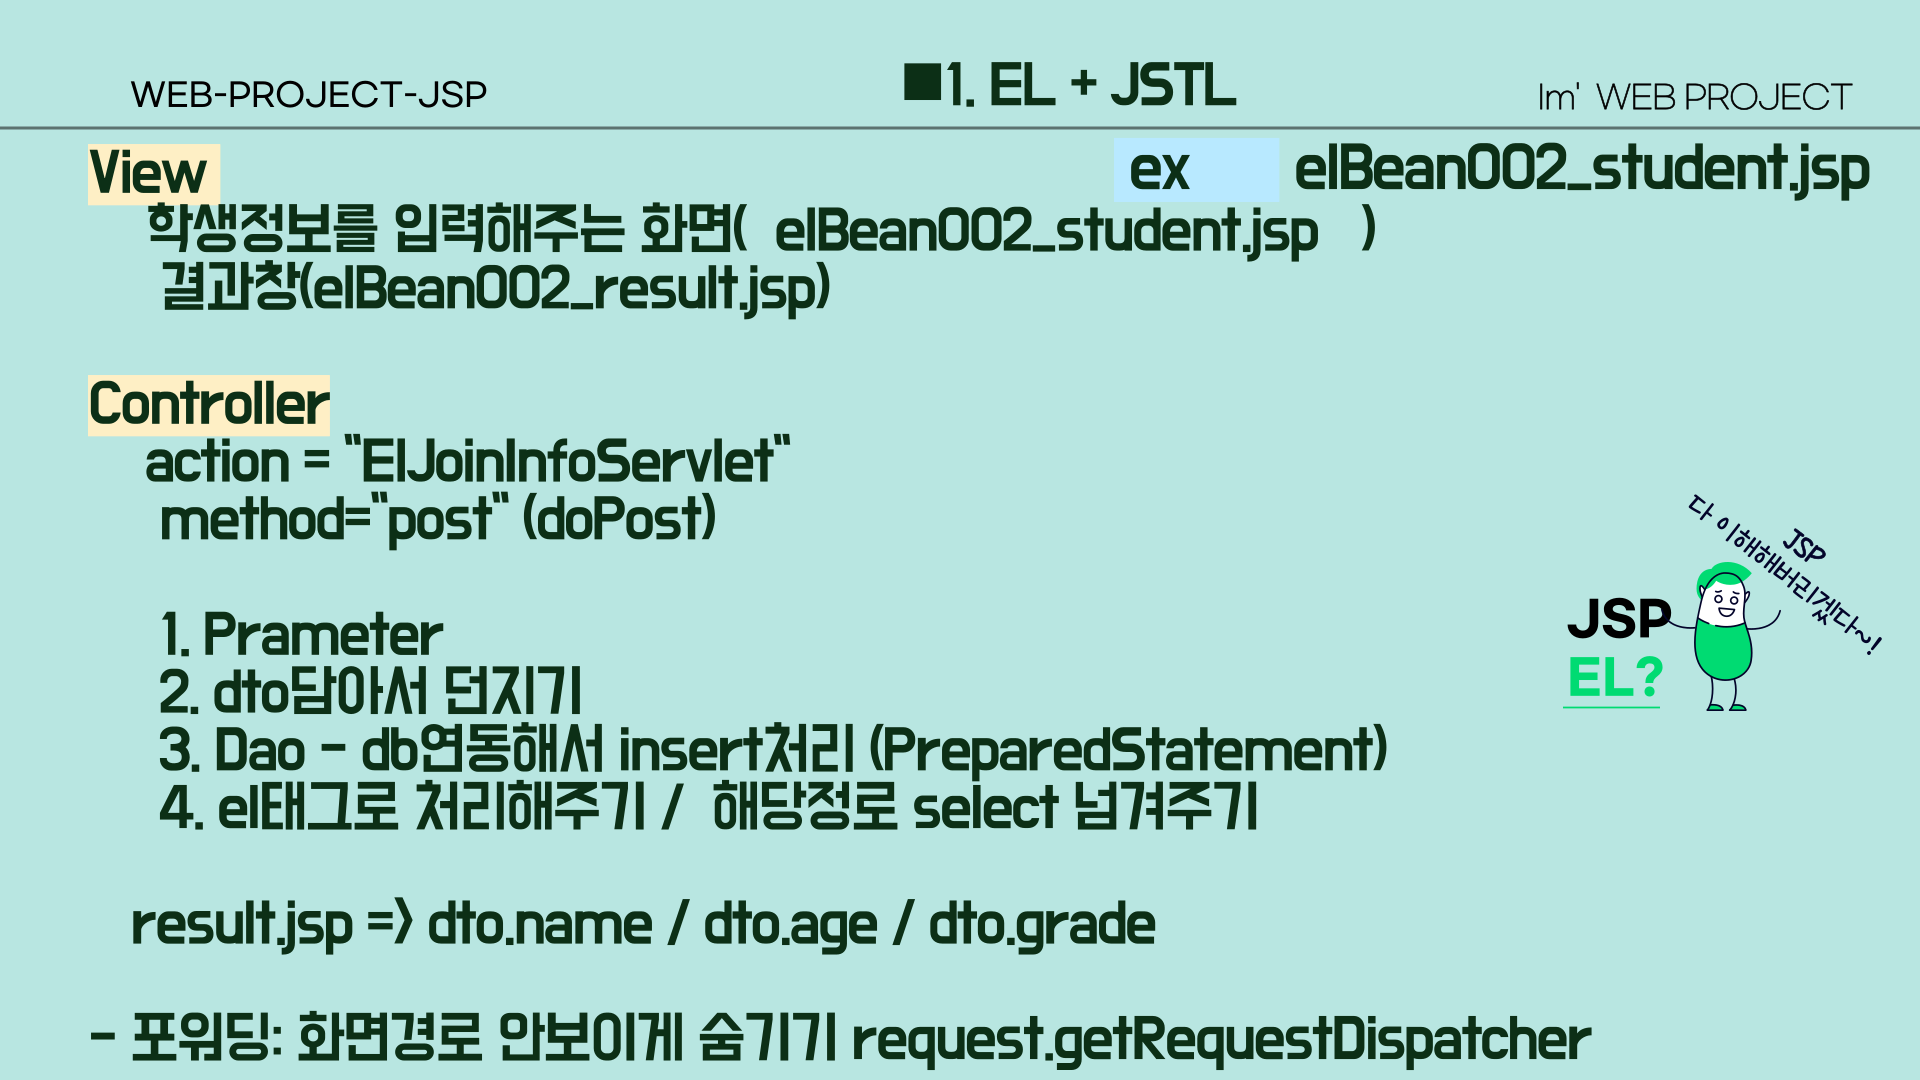 WEB-PROJECT-JSP
■1. EL + JSTL
Im' WEB PROJECT
View
ex elBean002_student.jsp
학생정보를 입력해주는 화면( elBean002_student.jsp )
결과창(elBean002_result.jsp)
Controller
action = "ElJoinInfoServlet"
method="post" (doPost)
1. Prameter
2. dto담아서 던지기
3. Dao - db연동해서 insert처리 (PreparedStatement)
4. el태그로 처리해주기 / 해당정로 select 넘겨주기
JSP
다 이해해버리겠다~!
JSP
EL?
result.jsp => dto.name / dto.age / dto.grade
- 포워딩: 화면경로 안보이게 숨기기 request.getRequestDispatcher